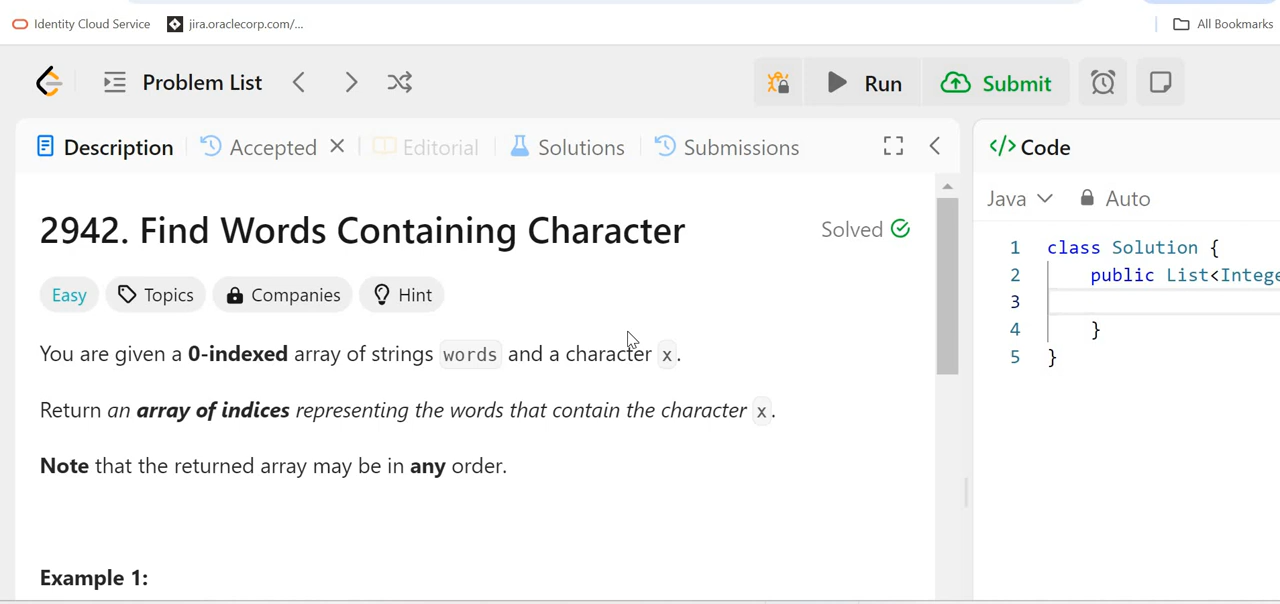 Identity Cloud Service jira.oraclecorp.com/... All Bookmarks
Problem List Run Submit
Description Accepted Editorial Solutions Submissions </> Code
Java Auto
2942. Find Words Containing Character Solved
1 class Solution {
Easy Topics Companies Hint
2 public List<Intege
3
You are given a 0-indexed array of strings words and a character x.
4 }
5 }
Return an array of indices representing the words that contain the character x.
Note that the returned array may be in any order.
Example 1: